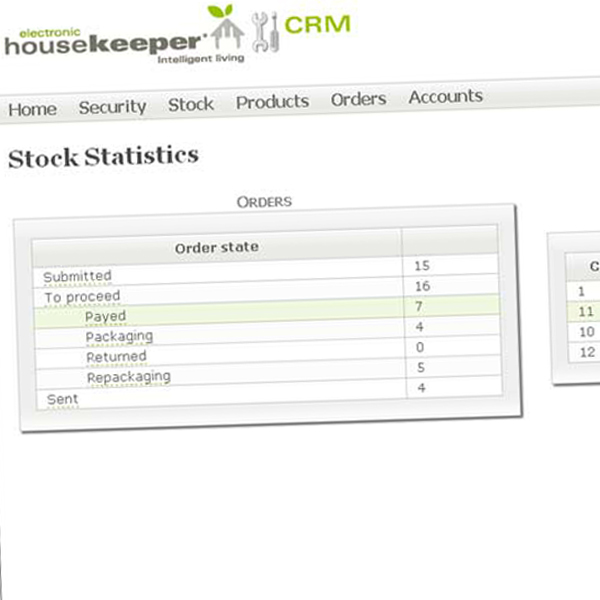 electronic
housekeeper
Intelligent living
CRM
Home Security Stock Products Orders Accounts
Stock Statistics
ORDERS
Order state
Submitted 15
To proceed 16
Payed 7
Packaging 4
Returned 0
Repackaging 5
Sent 4
1
11
10
12